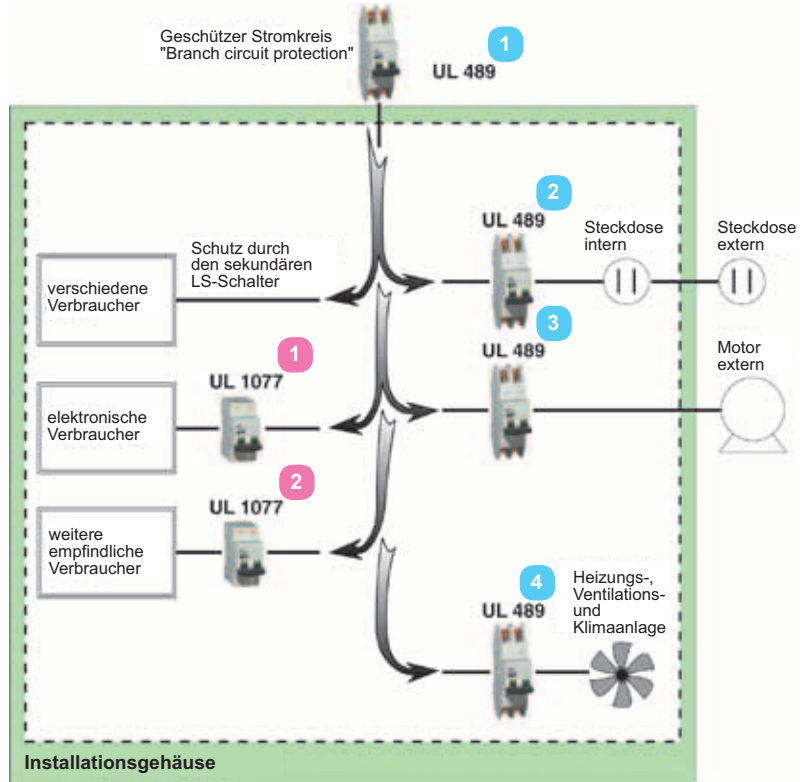 Geschützer Stromkreis
"Branch circuit protection"
1
UL 489
2
UL 489
Steckdose
intern
Steckdose
extern
Schutz durch
den sekundären
LS-Schalter
verschiedene
Verbraucher
3
UL 489
Motor
extern
1
UL 1077
elektronische
Verbraucher
2
UL 1077
weitere
empfindliche
Verbraucher
4
UL 489
Heizungs-,
Ventilations-
und
Klimaanlage
Installationsgehäuse